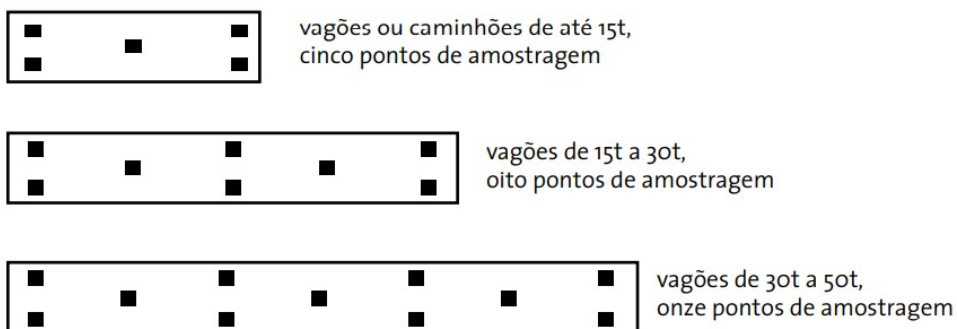 vagões ou caminhões de até 15t,
cinco pontos de amostragem
vagões de 15t a 30t,
oito pontos de amostragem
vagões de 30t a 50t,
onze pontos de amostragem